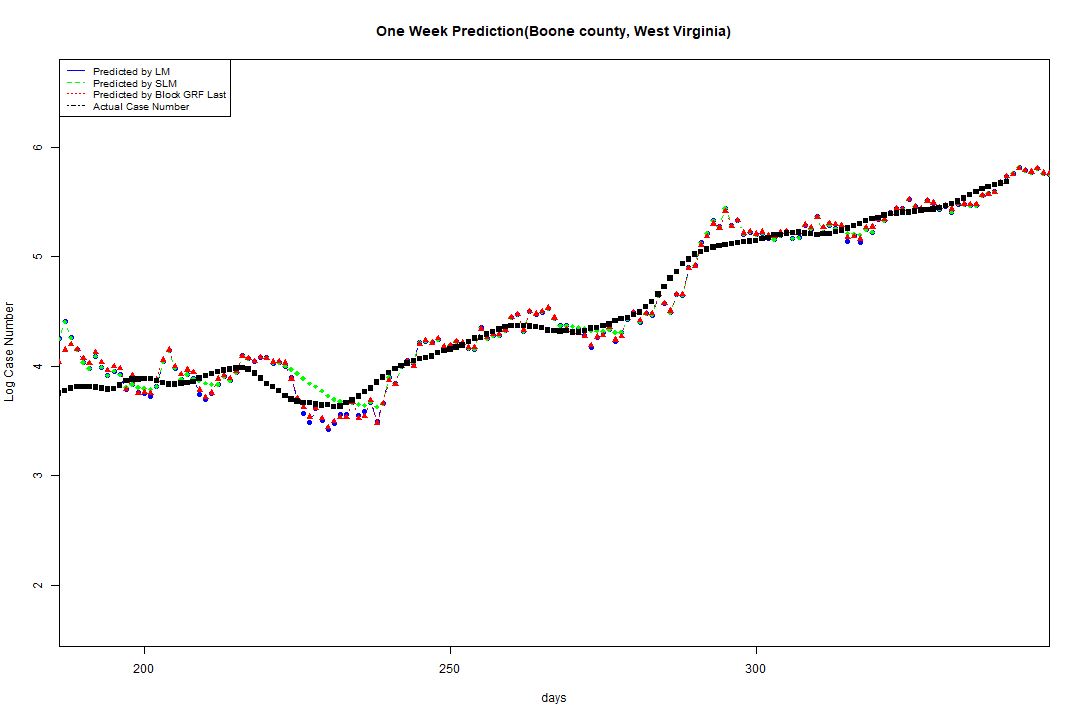 One Week Prediction(Boone county, West Virginia)
Predicted by LM
Predicted by SLM
Predicted by Block GRF Last
Actual Case Number
6
5
4
3
2
Log Case Number
200 250 300
days